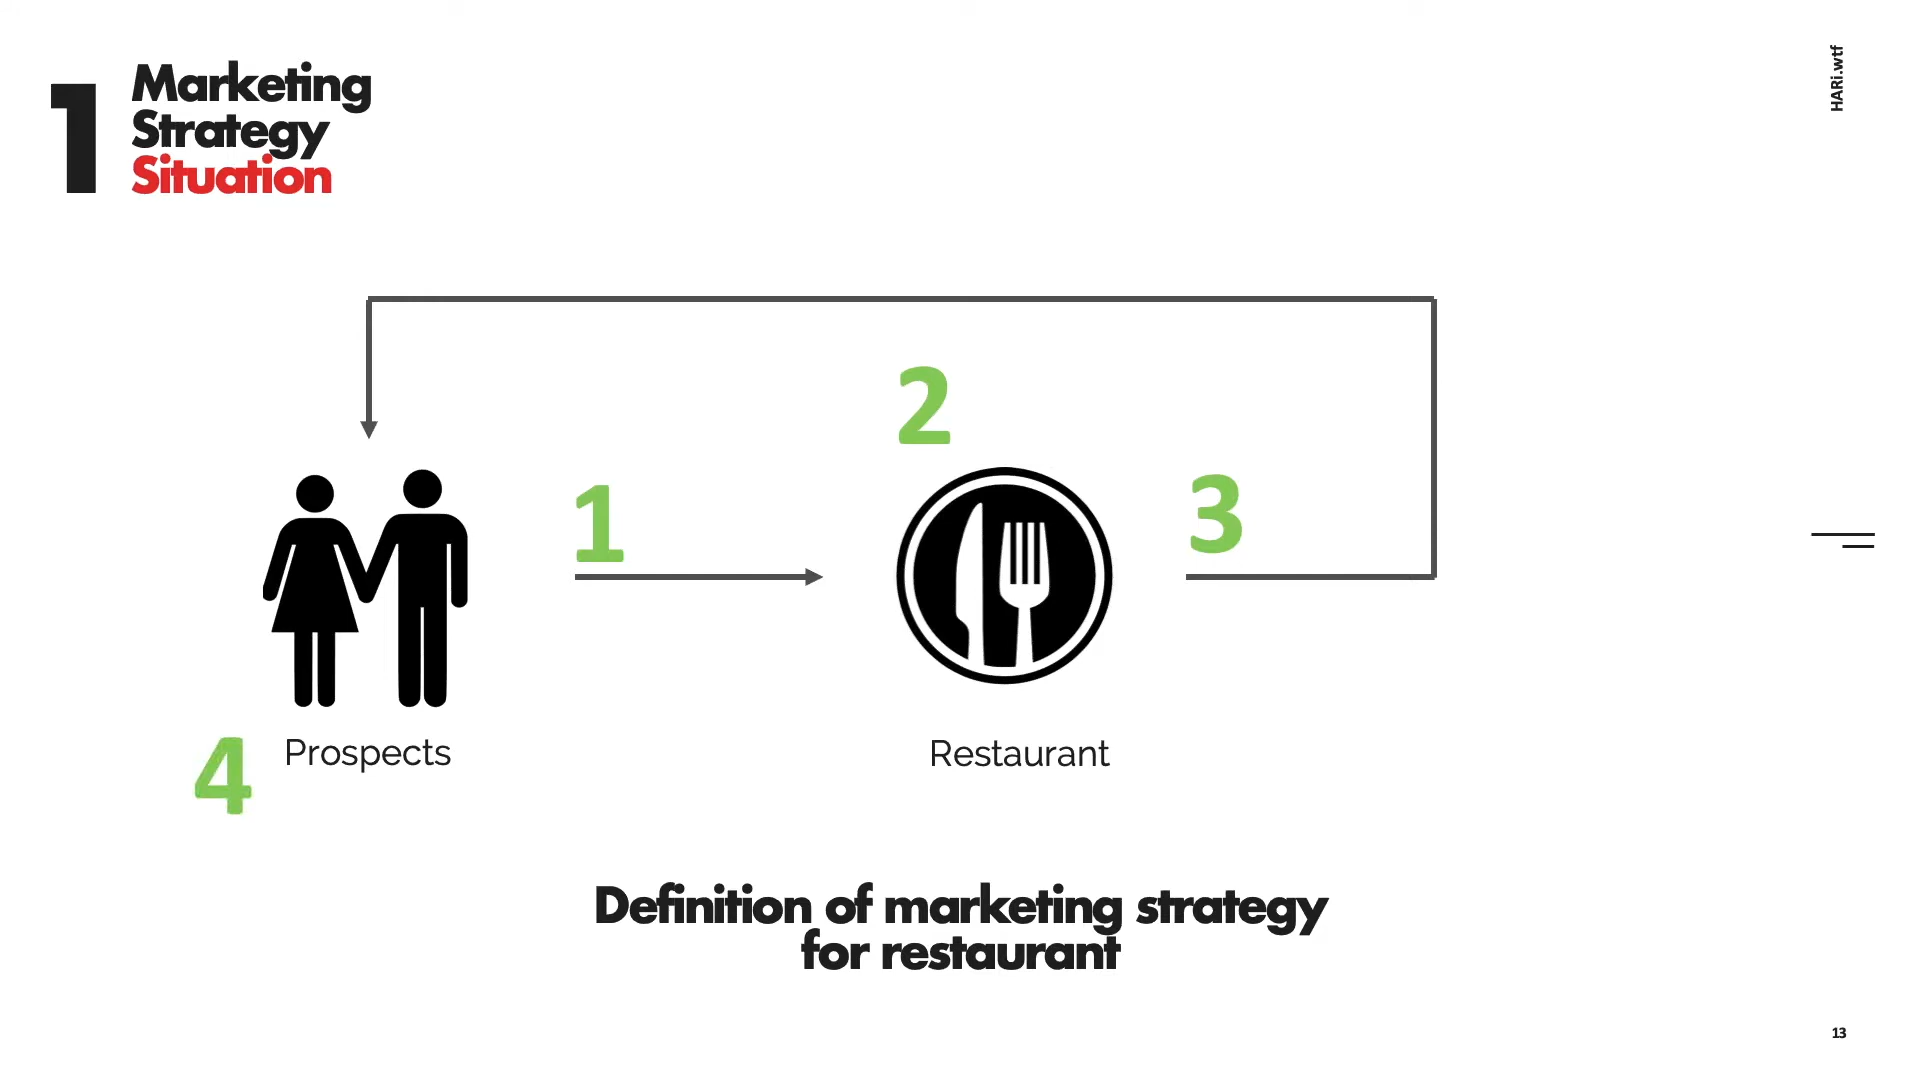 1
Marketing
Strategy
Situation
HARi.wtf
2
1
3
4
Prospects
Restaurant
Definition of marketing strategy
for restaurant
13